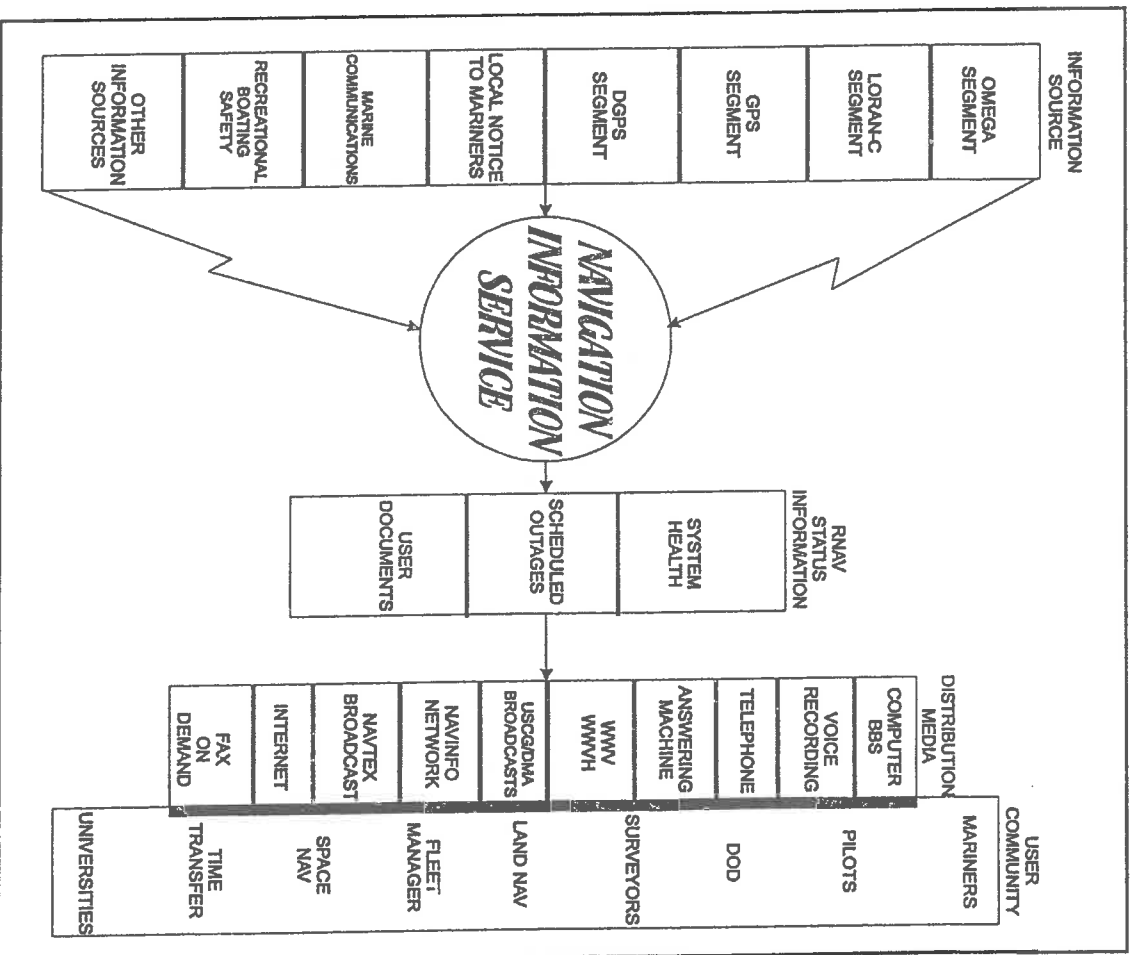 INFORMATION
SOURCE
OMEGA
SEGMENT
LORAN-C
SEGMENT
GPS
SEGMENT
DGPS
SEGMENT
LOCAL NOTICE
TO MARINERS
MARINE
COMMUNICATIONS
RECREATIONAL
BOATING
SAFETY
OTHER
INFORMATION
SOURCES
NAVIGATION
INFORMATION
SERVICE
RNAV
STATUS
INFORMATION
SYSTEM
HEALTH
SCHEDULED
OUTAGES
USER
DOCUMENTS
DISTRIBUTION
MEDIA
COMPUTER
BBS
VOICE
RECORDING
TELEPHONE
ANSWERING
MACHINE
WWV
WWVH
USCG/DMA
BROADCASTS
NAVINFO
NETWORK
NAVTEX
BROADCAST
INTERNET
FAX
ON
DEMAND
USER
COMMUNITY
MARINERS
PILOTS
DOD
SURVEYORS
LAND NAV
FLEET
MANAGER
SPACE
NAV
TIME
TRANSFER
UNIVERSITIES